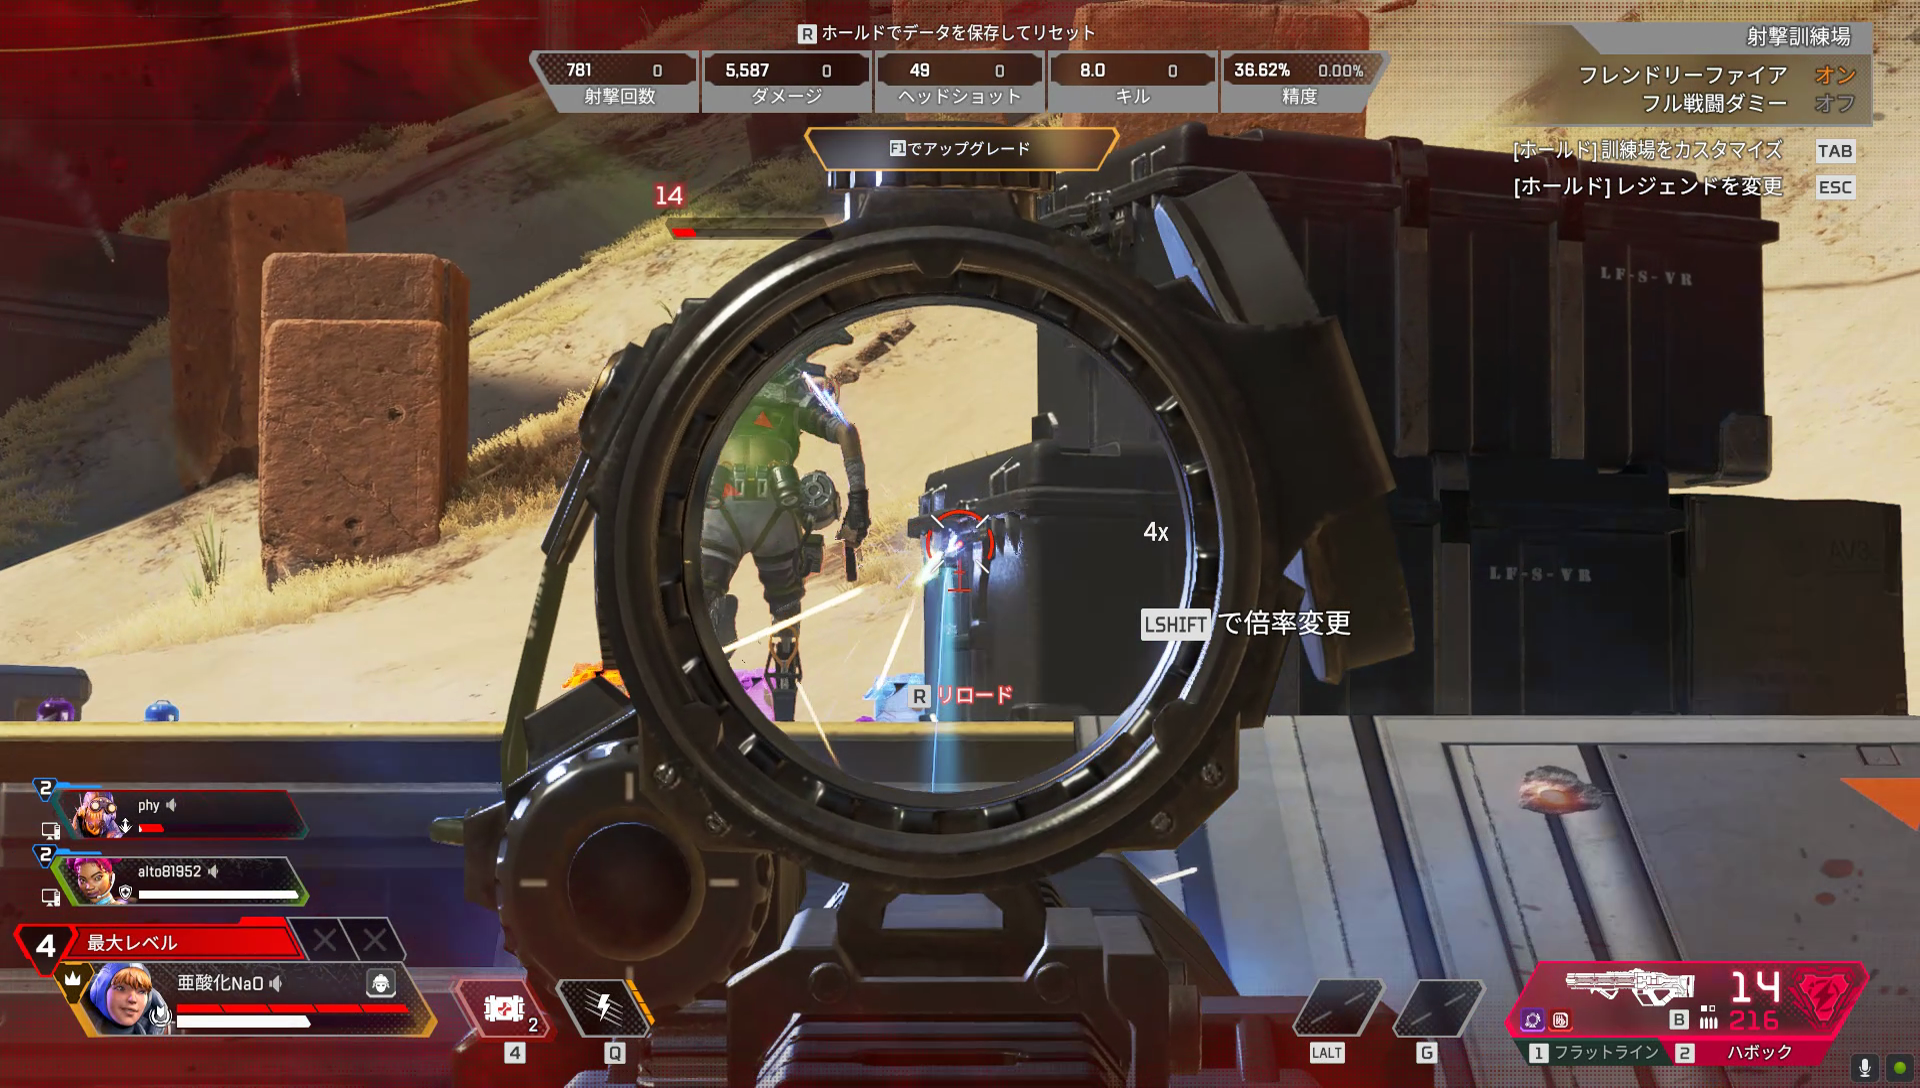 R ホールドでデータを保存してリセット
781 0 5,587 0 49 0 8.0 0 36.62% 0.00%
射撃回数 ダメージ ヘッドショット キル 精度
F1でアップグレード
射撃訓練場
フレンドリーファイア オン
フル戦闘ダミー オフ
[ホールド]訓練場をカスタマイズ TAB
[ホールド]レジェンドを変更 ESC
14
LF-S-VR
4x
LF-S-VR
LSHIFT で倍率変更
R リロード
2
phy
2
alto81952
4 最大レベル
亜酸化NaO
2
4
Q
LALT
G
14
B 216
1 フラットライン 2 ハボック